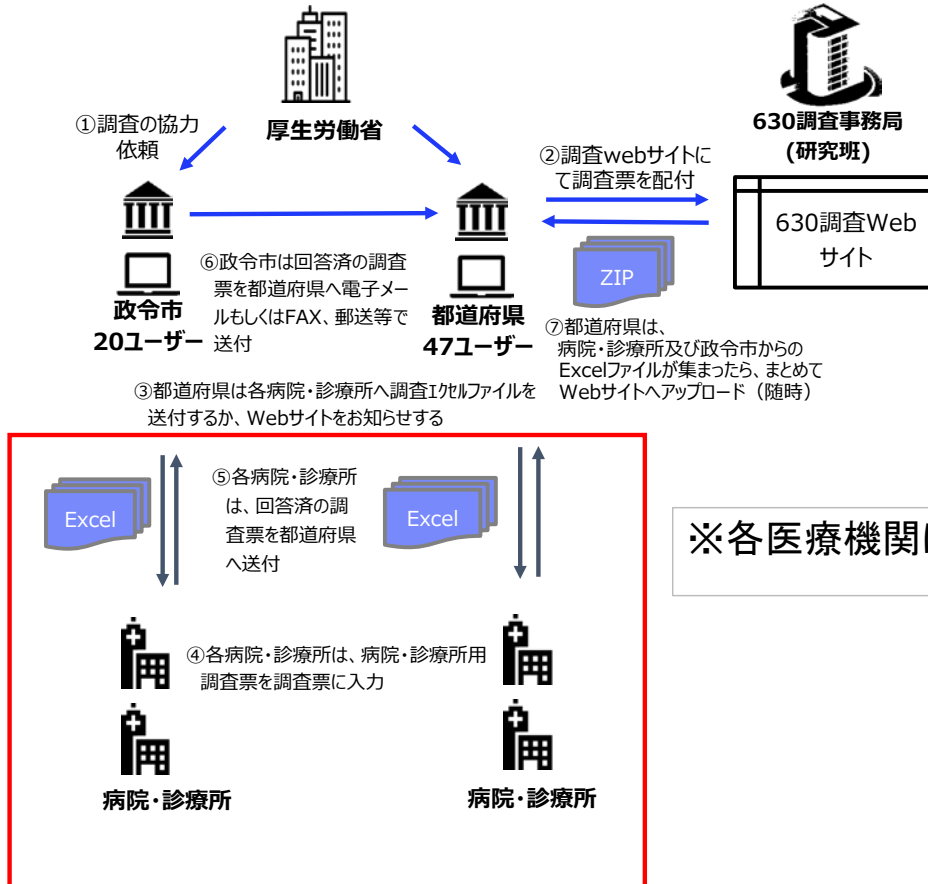 厚生労働省
630調査事務局
(研究班)
①調査の協力
依頼
②調査webサイトに
て調査票を配付
630調査Web
サイト
ZIP
政令市
20ユーザー
⑥政令市は回答済の調査
票を都道府県へ電子メー
ルもしくはFAX、郵送等で
送付
都道府県
47ユーザー
⑦都道府県は、
病院・診療所及び政令市からの
Excelファイルが集まったら、まとめて
Webサイトへアップロード（随時）
③都道府県は各病院・診療所へ調査ｴｸｾﾙファイルを
送付するか、Webサイトをお知らせする
Excel
⑤各病院・診療所
は、回答済の調
査票を都道府県
へ送付
Excel
※各医療機関
④各病院・診療所は、病院・診療所用
調査票を調査票に入力
病院・診療所
病院・診療所